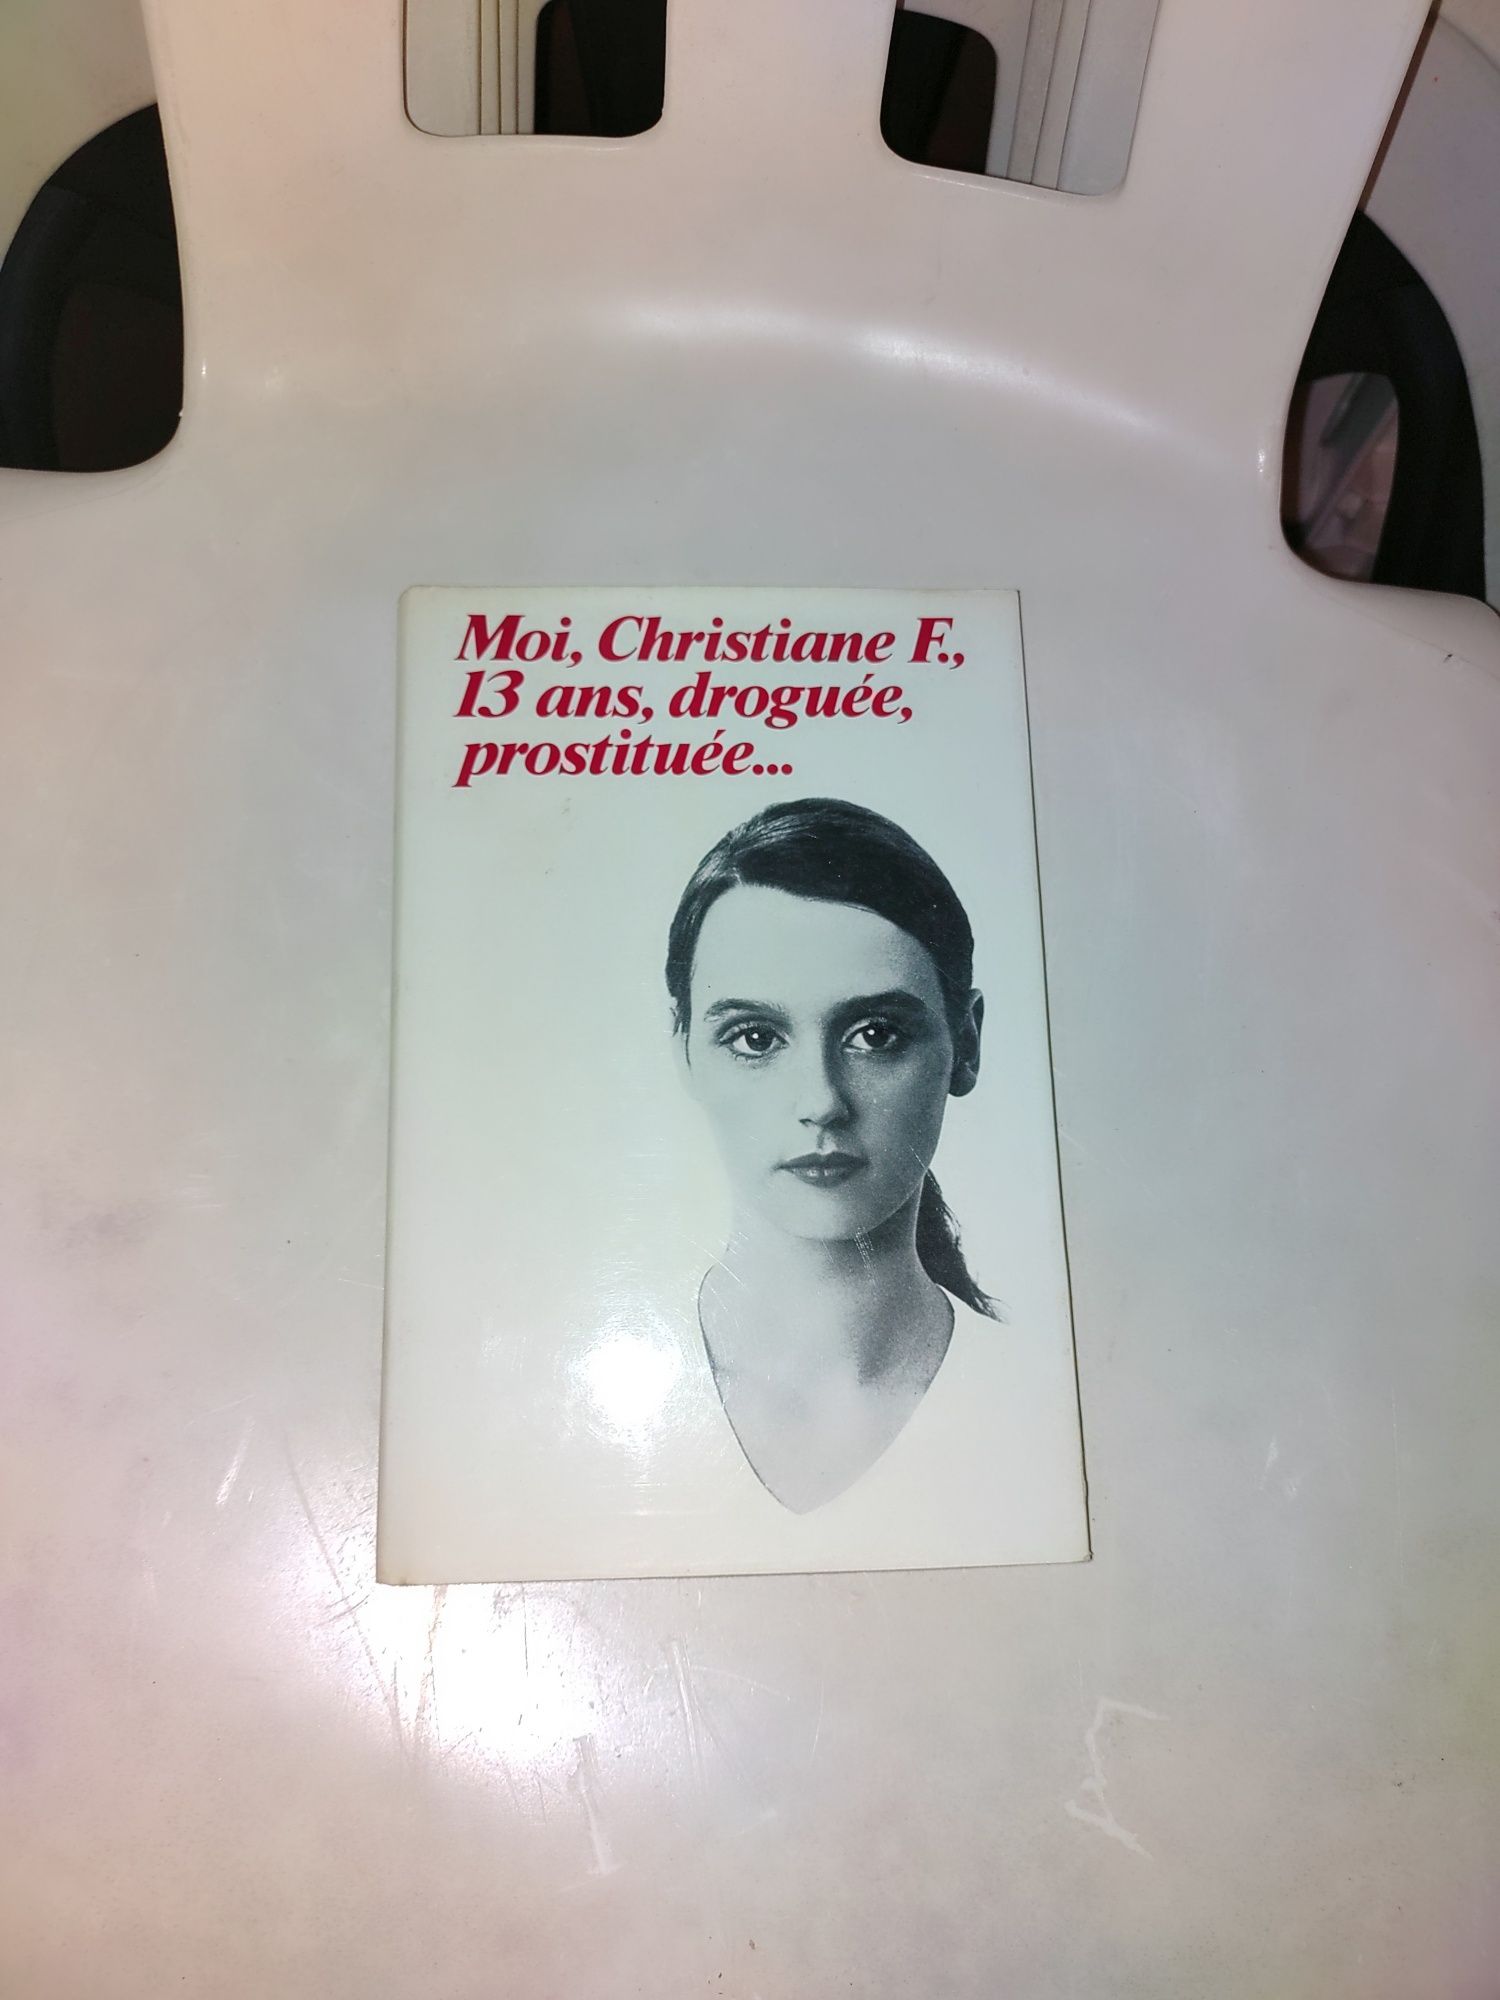 Moi, Christiane F.,
13 ans, droguée,
prostituée...